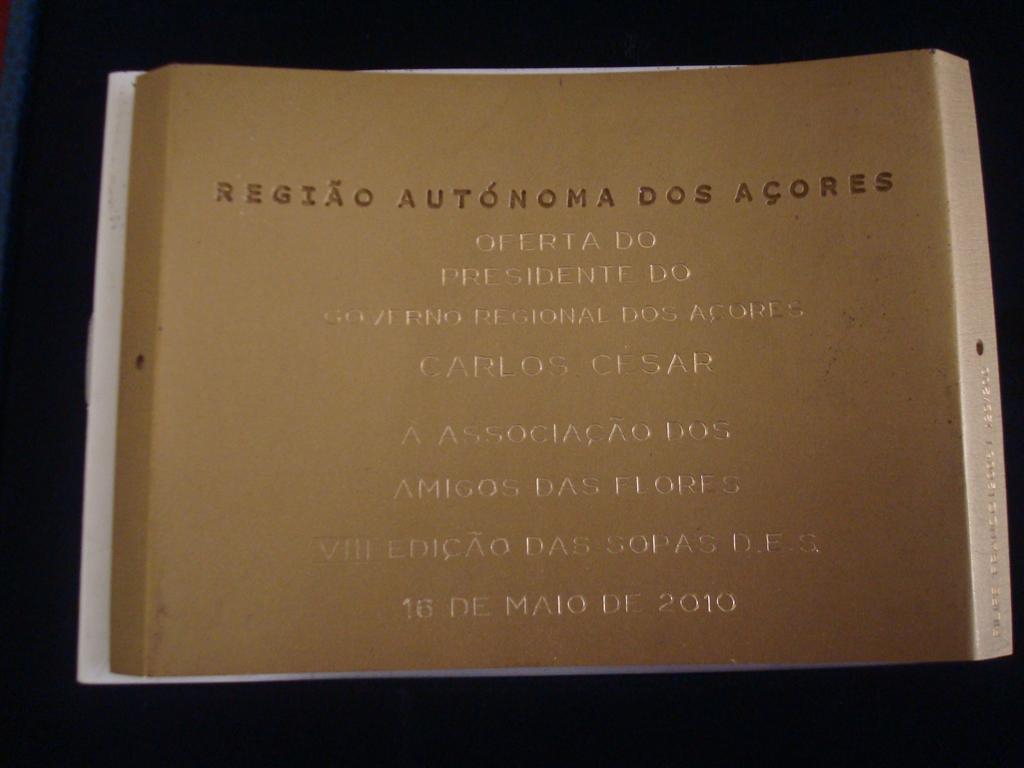 REGIÃO AUTÓNOMA DOS AÇORES
OFERTA DO
PRESIDENTE DO
GOVERNO REGIONAL DOS AÇORES
CARLOS CÉSAR
À ASSOCIAÇÃO DOS
AMIGOS DAS FLORES
VIII EDIÇÃO DAS SOPAS D.E.S.
16 DE MAIO DE 2010